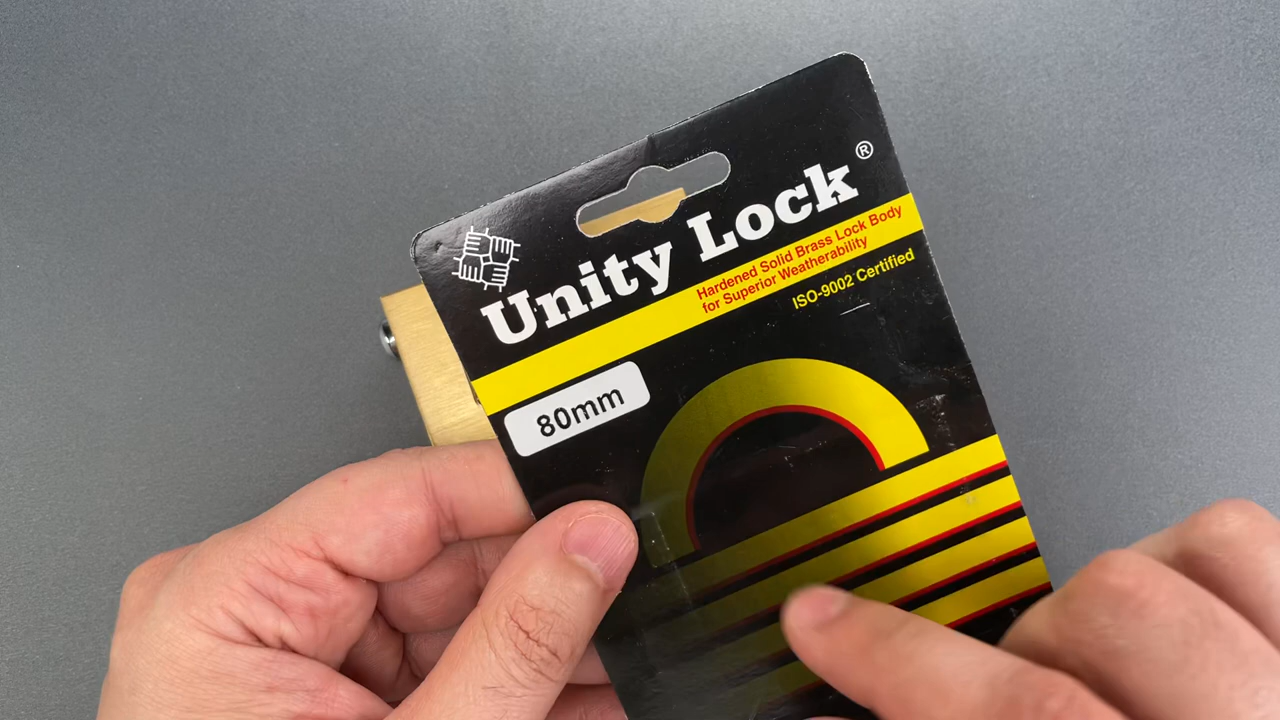 Unity Lock®
Hardened Solid Brass Lock Body
for Superior Weatherability
ISO-9002 Certified
80mm